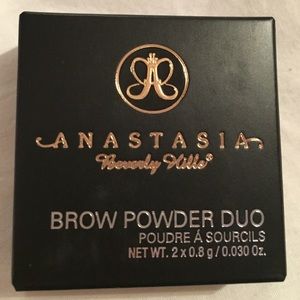 ANASTASIA
Beverly Hills®
BROW POWDER DUO
POUDRE Á SOURCILS
NET WT. 2 x 0.8 g / 0.030 Oz.